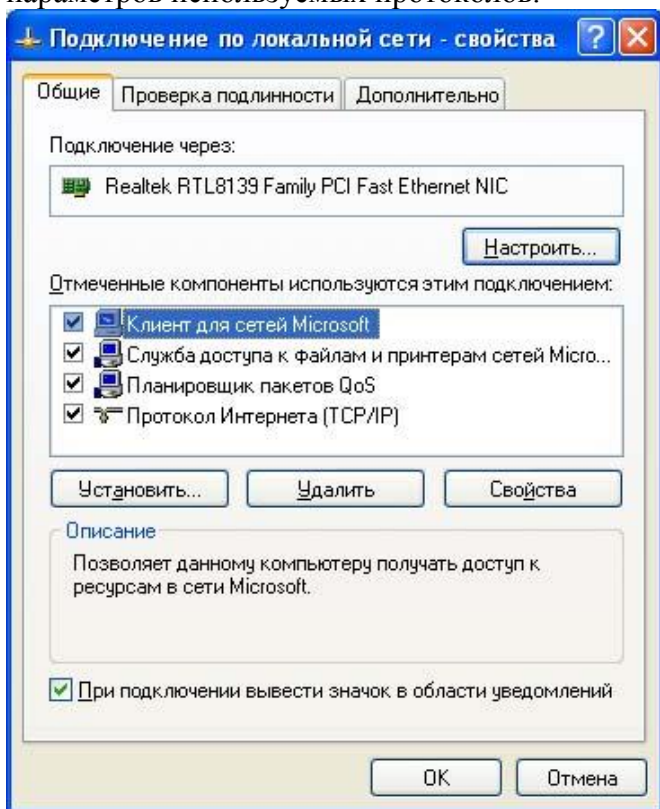 параметров используемых протоколов.
Подключение по локальной сети - свойства
Общие Проверка подлинности Дополнительно
Подключение через:
Realtek RTL8139 Family PCI Fast Ethernet NIC
Настроить...
Отмеченные компоненты используются этим подключением:
Клиент для сетей Microsoft
Служба доступа к файлам и принтерам сетей Micro...
Планировщик пакетов QoS
Протокол Интернета (TCP/IP)
Установить... Удалить Свойства
Описание
Позволяет данному компьютеру получать доступ к
ресурсам в сети Microsoft.
При подключении вывести значок в области уведомлений
OK Отмена